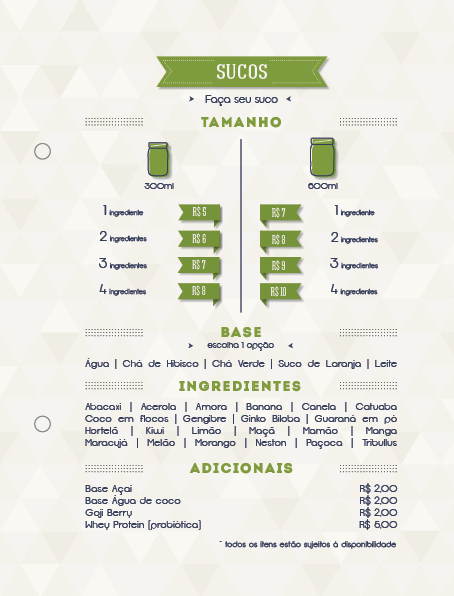 SUCOS
Faça seu suco
TAMANHO
300ml 600ml
1 ingrediente R$ 5 R$ 7 1 ingrediente
2 ingredientes R$ 6 R$ 8 2 ingredientes
3 ingredientes R$ 7 R$ 9 3 ingredientes
4 ingredientes R$ 8 R$ 10 4 ingredientes
BASE
escolha 1 opção
Água | Chá de Hibisco | Chá Verde | Suco de Laranja | Leite
INGREDIENTES
Abacaxi | Acerola | Amora | Banana | Canela | Catuaba
Coco em flocos | Gengibre | Ginko Biloba | Guaraná em pó
Hortelã | Kiwi | Limão | Maçã | Mamão | Manga
Maracujá | Melão | Morango | Neston | Paçoca | Tribullus
ADICIONAIS
Base Açaí R$ 2,00
Base Água de coco R$ 2,00
Goji Berry R$ 2,00
Whey Protein (probiótica) R$ 6,00
* todos os itens estão sujeitos à disponibilidade